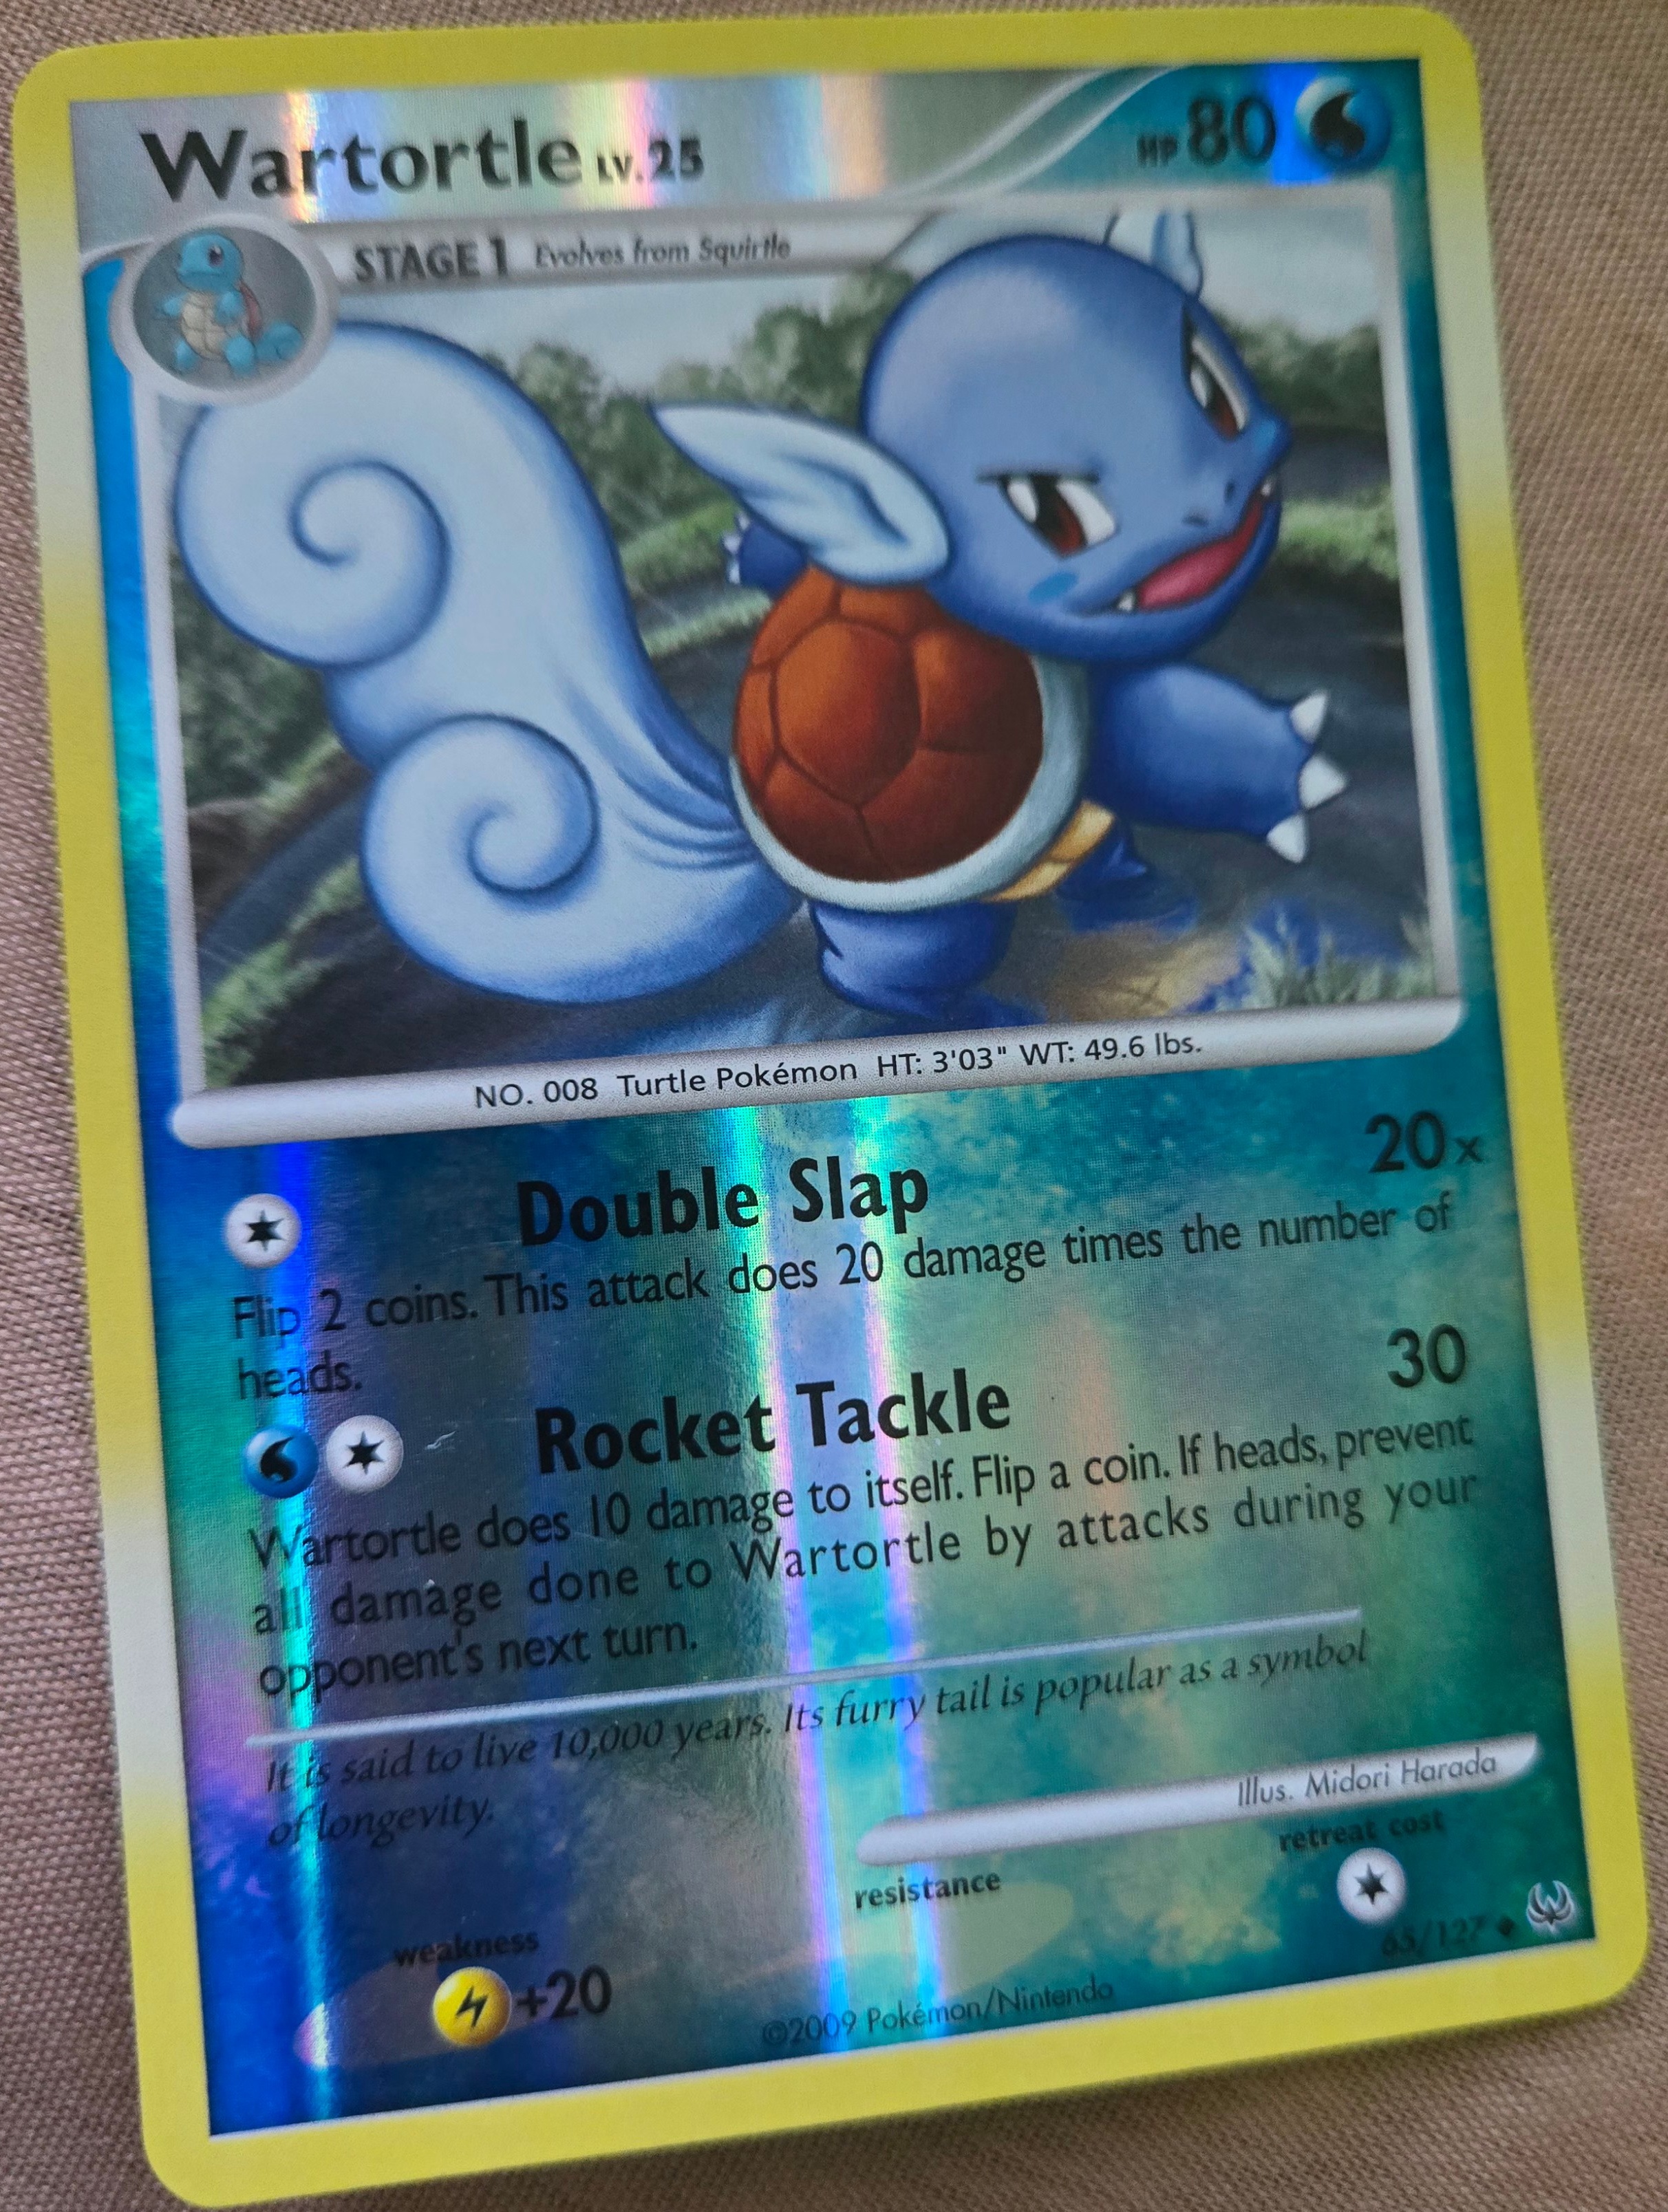 Wartortle LV.25 HP 80
STAGE 1 Evolves from Squirtle
NO. 008 Turtle Pokémon HT: 3'03" WT: 49.6 lbs.
Double Slap 20x
Flip 2 coins. This attack does 20 damage times the number of
heads.
Rocket Tackle 30
Wartortle does 10 damage to itself. Flip a coin. If heads, prevent
all damage done to Wartortle by attacks during your
opponent's next turn.
It is said to live 10,000 years. Its furry tail is popular as a symbol
of longevity.
Illus. Midori Harada
weakness resistance retreat cost
+20
65/127
©2009 Pokémon/Nintendo